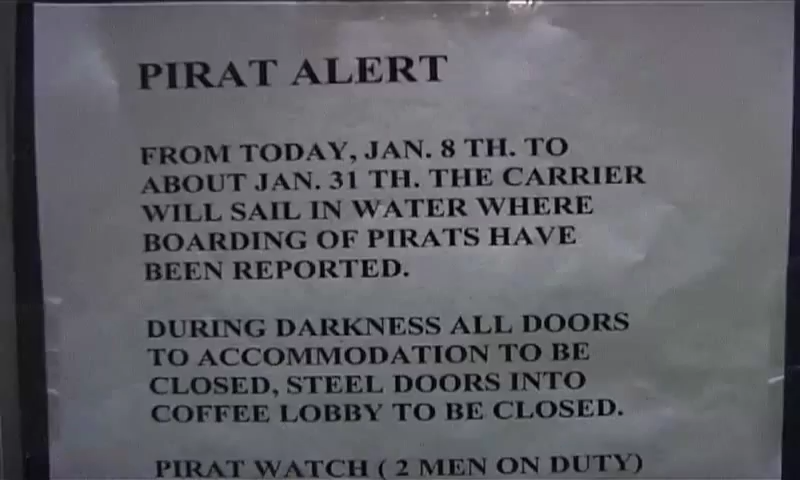 PIRAT ALERT
FROM TODAY, JAN. 8 TH. TO
ABOUT JAN. 31 TH. THE CARRIER
WILL SAIL IN WATER WHERE
BOARDING OF PIRATS HAVE
BEEN REPORTED.
DURING DARKNESS ALL DOORS
TO ACCOMMODATION TO BE
CLOSED, STEEL DOORS INTO
COFFEE LOBBY TO BE CLOSED.
PIRAT WATCH ( 2 MEN ON DUTY)